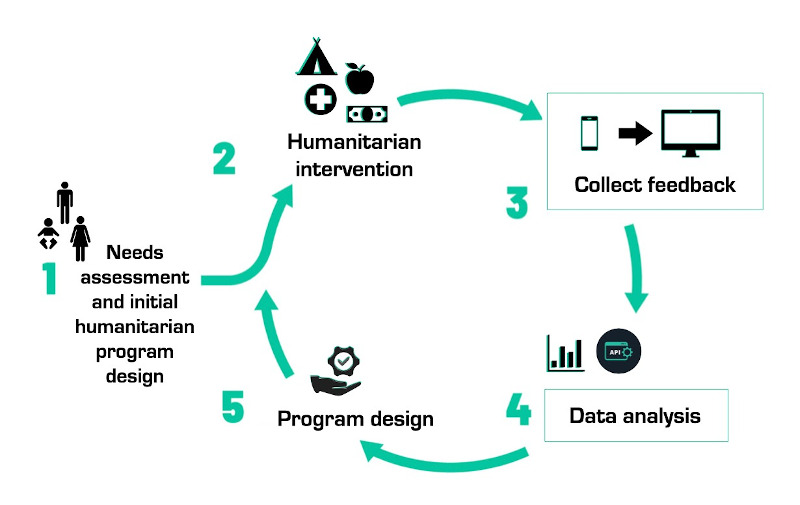 1
Needs
assessment
and initial
humanitarian
program
design
2
Humanitarian
intervention
3
Collect feedback
4
API
Data analysis
5
Program design